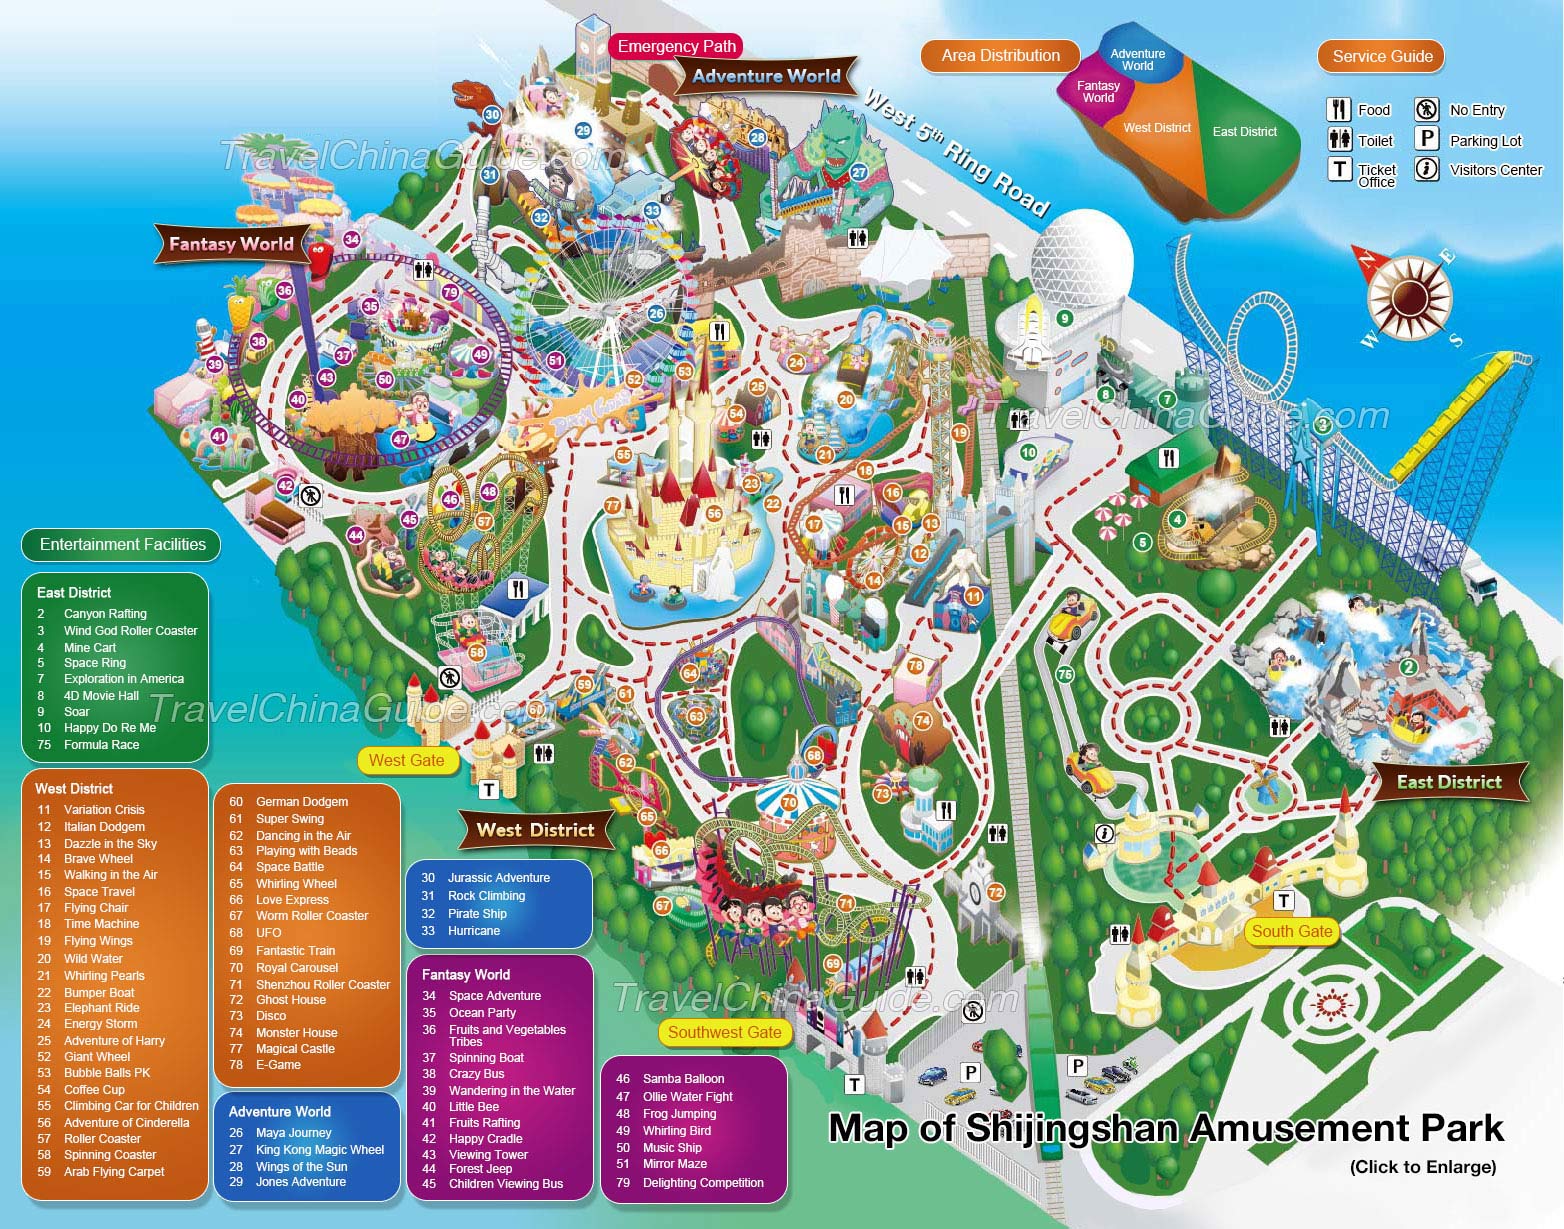 Emergency Path
Adventure World
West 5th Ring Road
Area Distribution
Adventure
World
Fantasy
World
West District
East District
Service Guide
Food
No Entry
Toilet
P Parking Lot
T Ticket
Office
i Visitors Center
N
E
W
S
TravelChinaGuide.com
Fantasy World
TravelChinaGuide.com
TravelChinaGuide.com
West Gate
T
West District
East District
South Gate
T
Southwest Gate
T
P
P
TravelChinaGuide.com
Entertainment Facilities
East District
2 Canyon Rafting
3 Wind God Roller Coaster
4 Mine Cart
5 Space Ring
7 Exploration in America
8 4D Movie Hall
9 Soar
10 Happy Do Re Me
75 Formula Race
West District
11 Variation Crisis
12 Italian Dodgem
13 Dazzle in the Sky
14 Brave Wheel
15 Walking in the Air
16 Space Travel
17 Flying Chair
18 Time Machine
19 Flying Wings
20 Wild Water
21 Whirling Pearls
22 Bumper Boat
23 Elephant Ride
24 Energy Storm
25 Adventure of Harry
52 Giant Wheel
53 Bubble Balls PK
54 Coffee Cup
55 Climbing Car for Children
56 Adventure of Cinderella
57 Roller Coaster
58 Spinning Coaster
59 Arab Flying Carpet
60 German Dodgem
61 Super Swing
62 Dancing in the Air
63 Playing with Beads
64 Space Battle
65 Whirling Wheel
66 Love Express
67 Worm Roller Coaster
68 UFO
69 Fantastic Train
70 Royal Carousel
71 Shenzhou Roller Coaster
72 Ghost House
73 Disco
74 Monster House
77 Magical Castle
78 E-Game
Adventure World
26 Maya Journey
27 King Kong Magic Wheel
28 Wings of the Sun
29 Jones Adventure
30 Jurassic Adventure
31 Rock Climbing
32 Pirate Ship
33 Hurricane
Fantasy World
34 Space Adventure
35 Ocean Party
36 Fruits and Vegetables
Tribes
37 Spinning Boat
38 Crazy Bus
39 Wandering in the Water
40 Little Bee
41 Fruits Rafting
42 Happy Cradle
43 Viewing Tower
44 Forest Jeep
45 Children Viewing Bus
46 Samba Balloon
47 Ollie Water Fight
48 Frog Jumping
49 Whirling Bird
50 Music Ship
51 Mirror Maze
79 Delighting Competition
Map of Shijingshan Amusement Park
(Click to Enlarge)